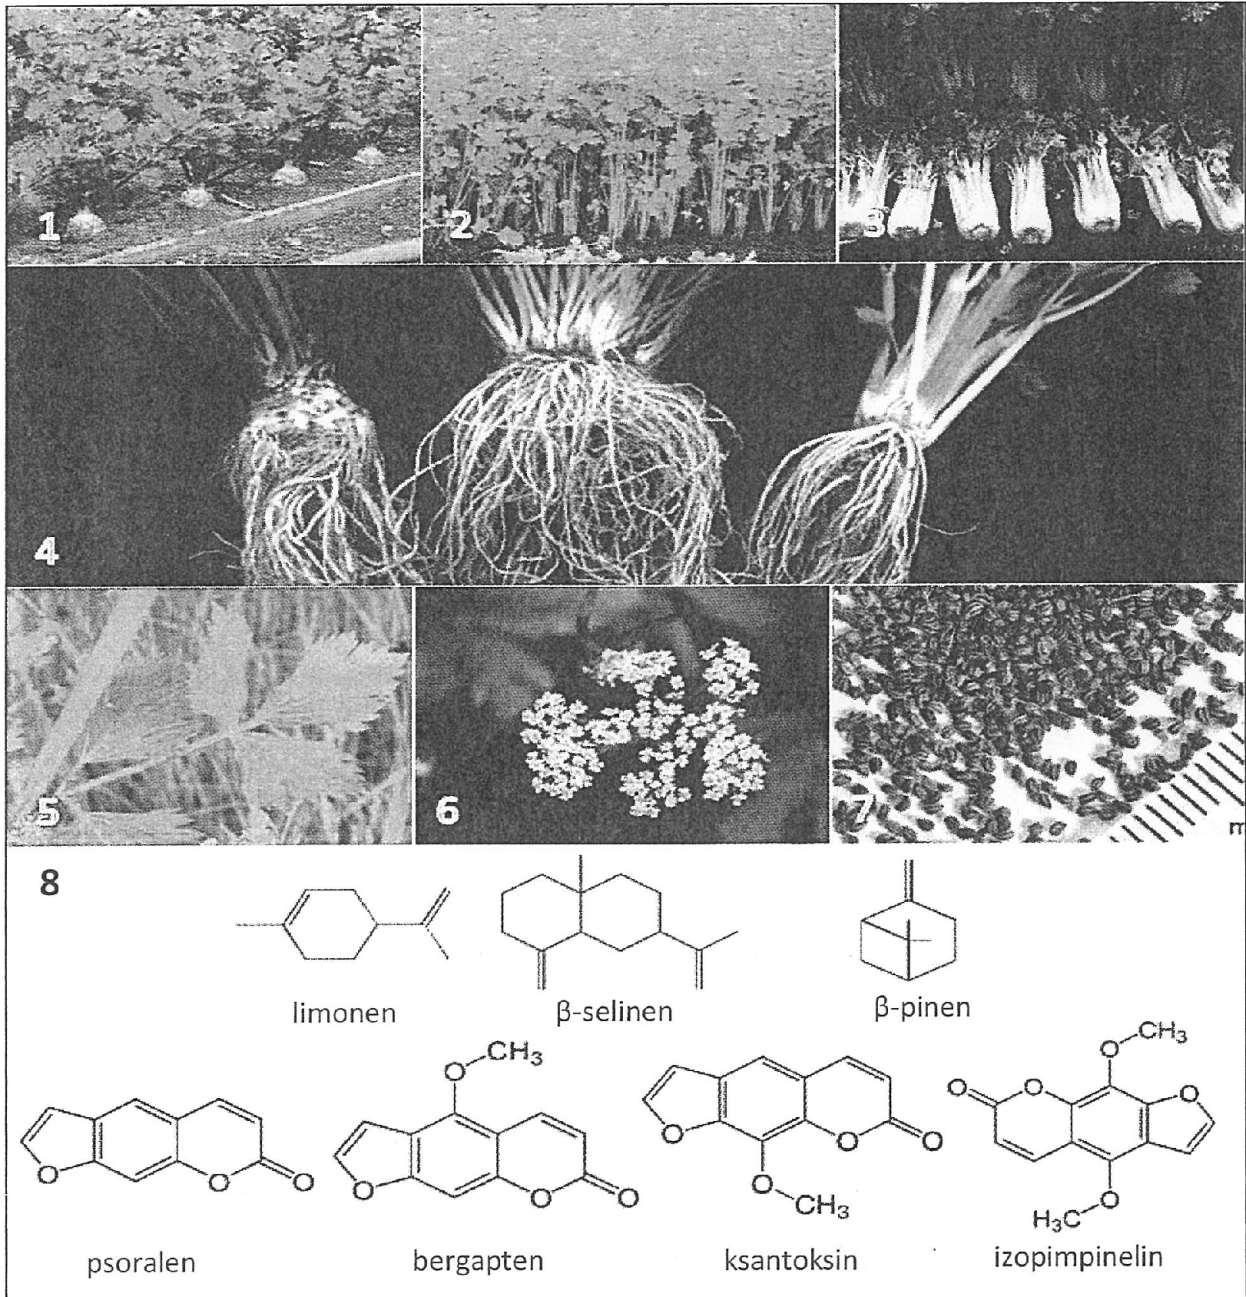 1
2
3
4
5
6
7
m
8
limonen
β-selinen
β-pinen
O
CH₃
O
CH₃
O
O
O
O
O
O
O
O
O
O
O
O
O
O
CH₃
O
H₃C
psoralen
bergapten
ksantoksin
izopimpinelin